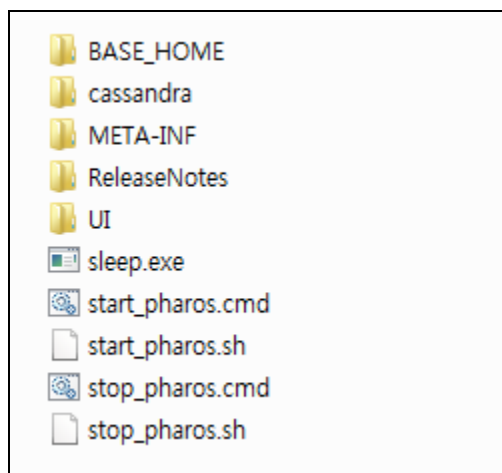 BASE_HOME
cassandra
META-INF
ReleaseNotes
UI
sleep.exe
start_pharos.cmd
start_pharos.sh
stop_pharos.cmd
stop_pharos.sh